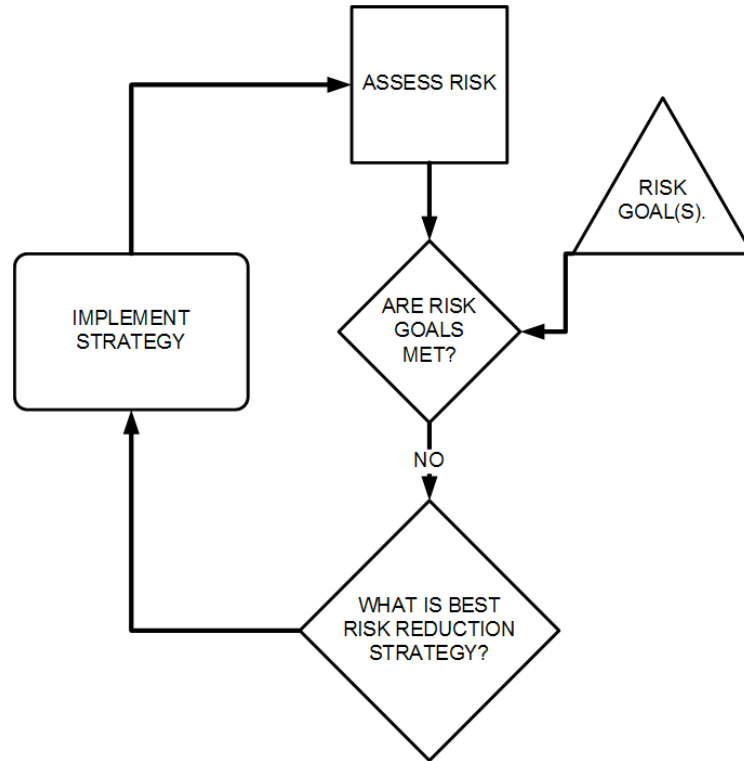 ASSESS RISK
RISK
GOAL(S).
ARE RISK
GOALS
MET?
IMPLEMENT
STRATEGY
NO
WHAT IS BEST
RISK REDUCTION
STRATEGY?